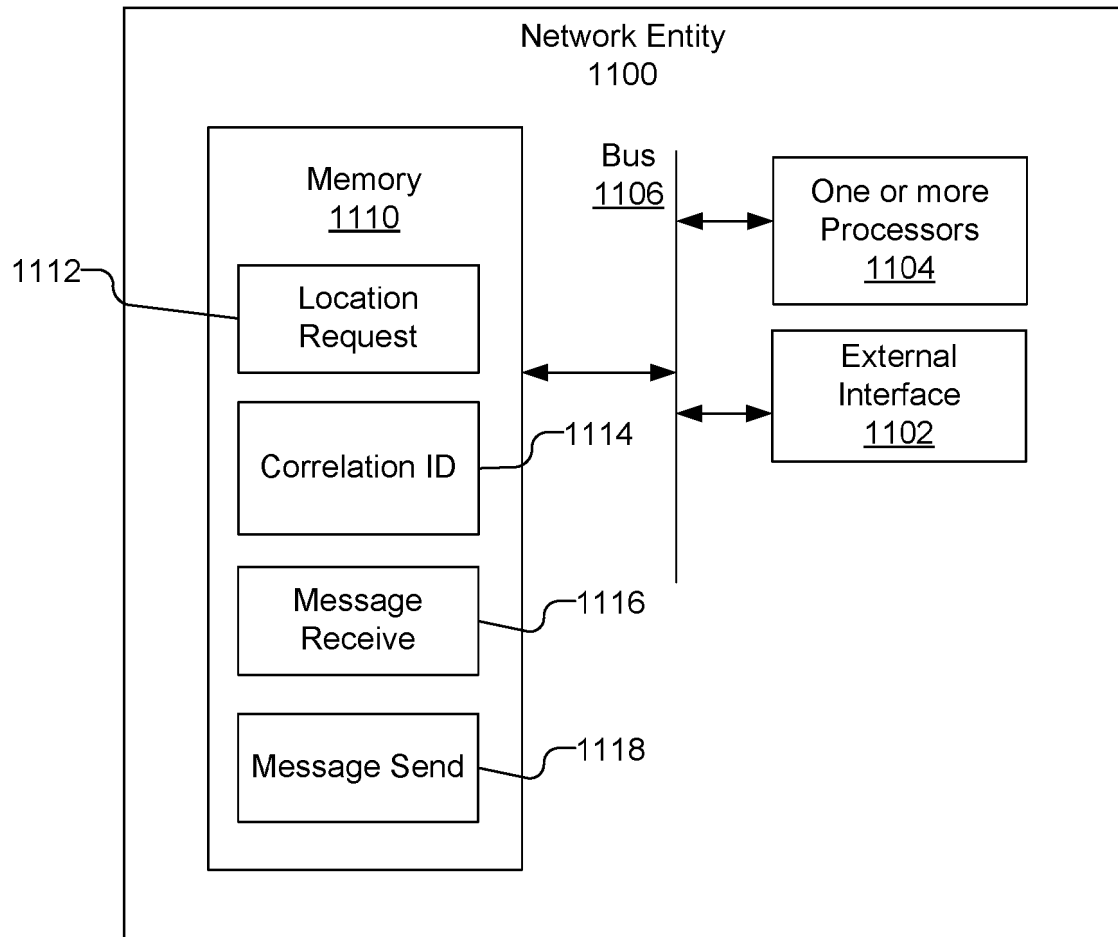 Network Entity
1100
Memory
1110
1112
Location
Request
1114
Correlation ID
Message
Receive
1116
Message Send
1118
Bus
1106
One or more
Processors
1104
External
Interface
1102